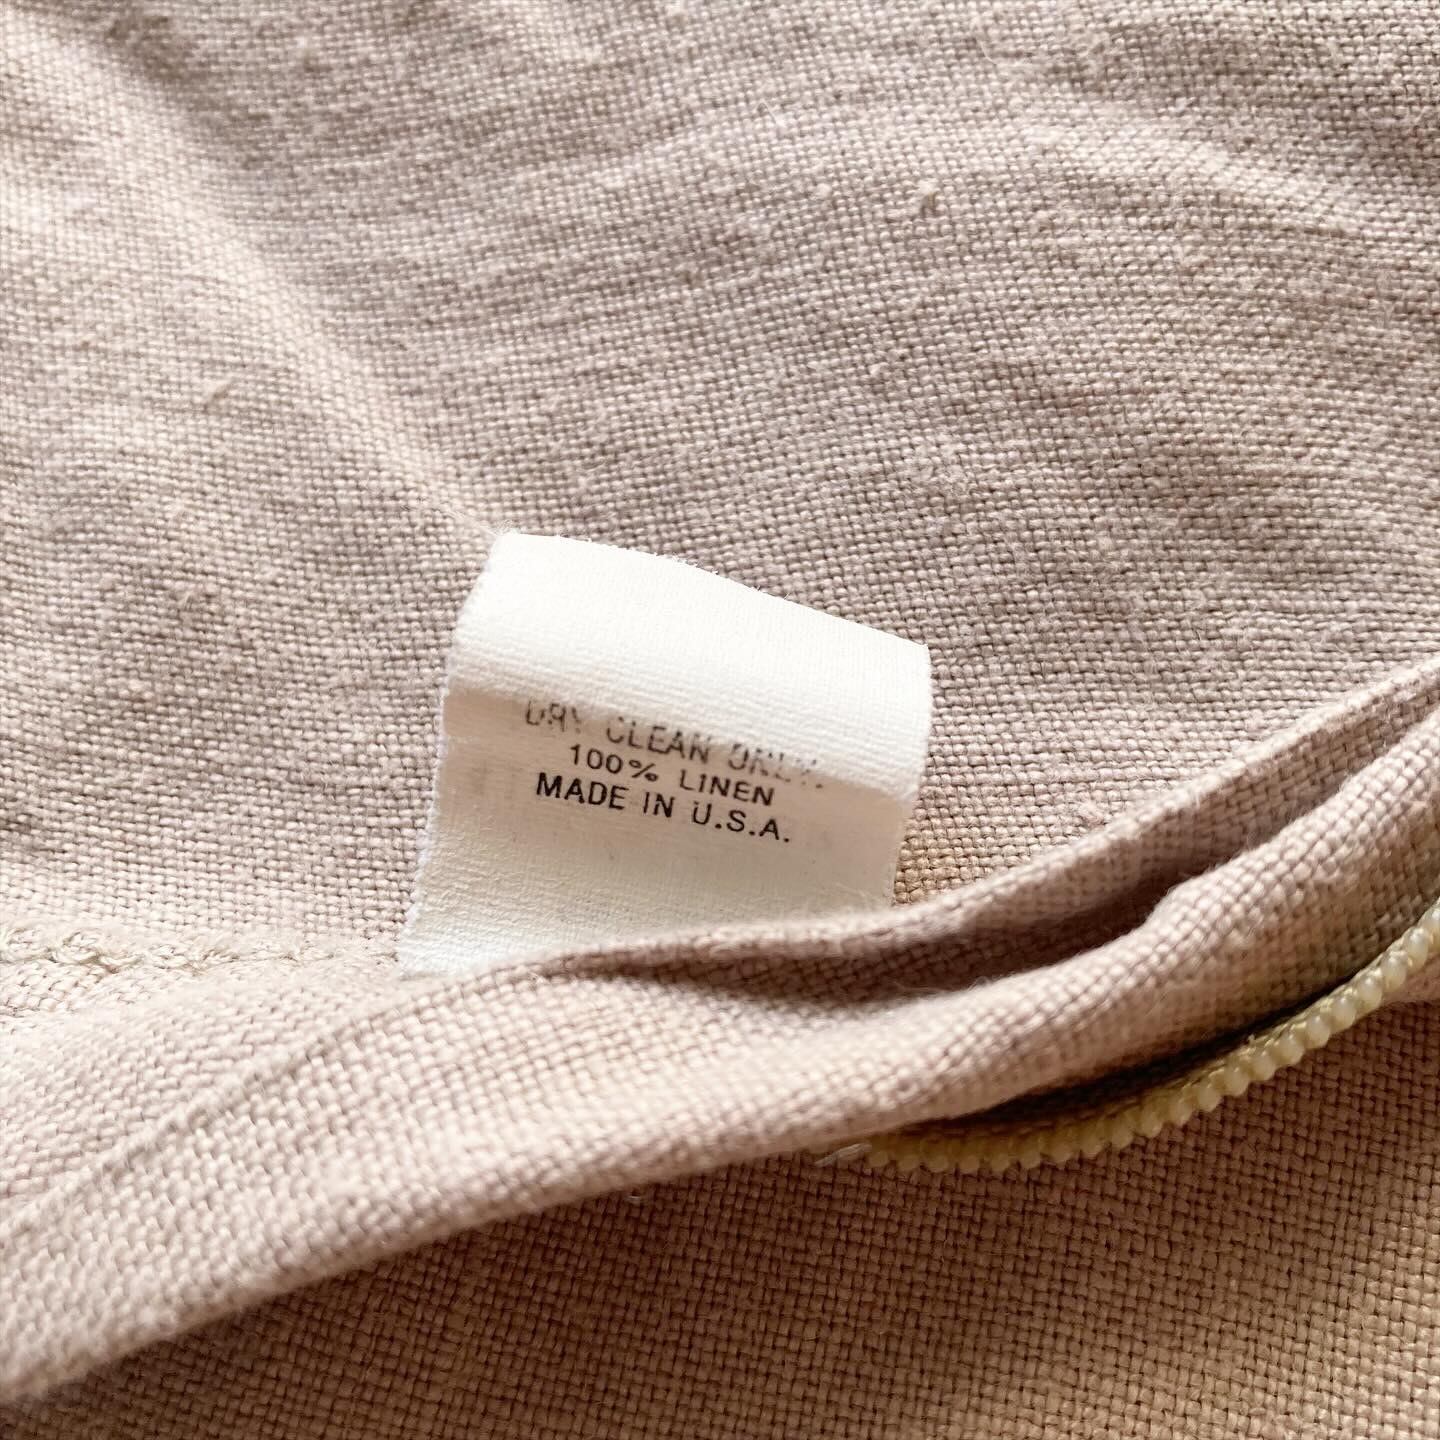 DRY CLEAN ONLY.
100% LINEN
MADE IN U.S.A.